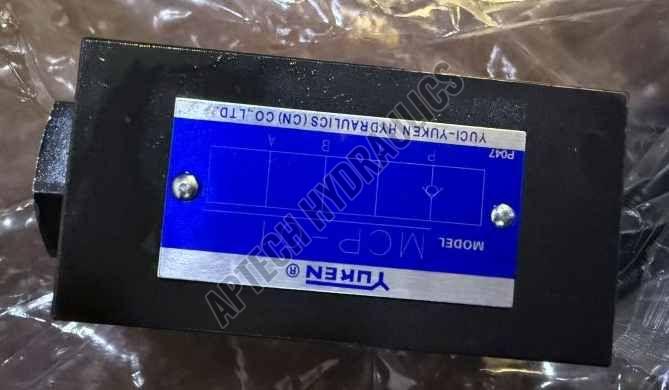 YUKEN ®
MODEL MCP-
P
B
A
P047
YUCI-YUKEN HYDRAULICS (CN) CO.,LTD.
APTECH HYDRAULICS